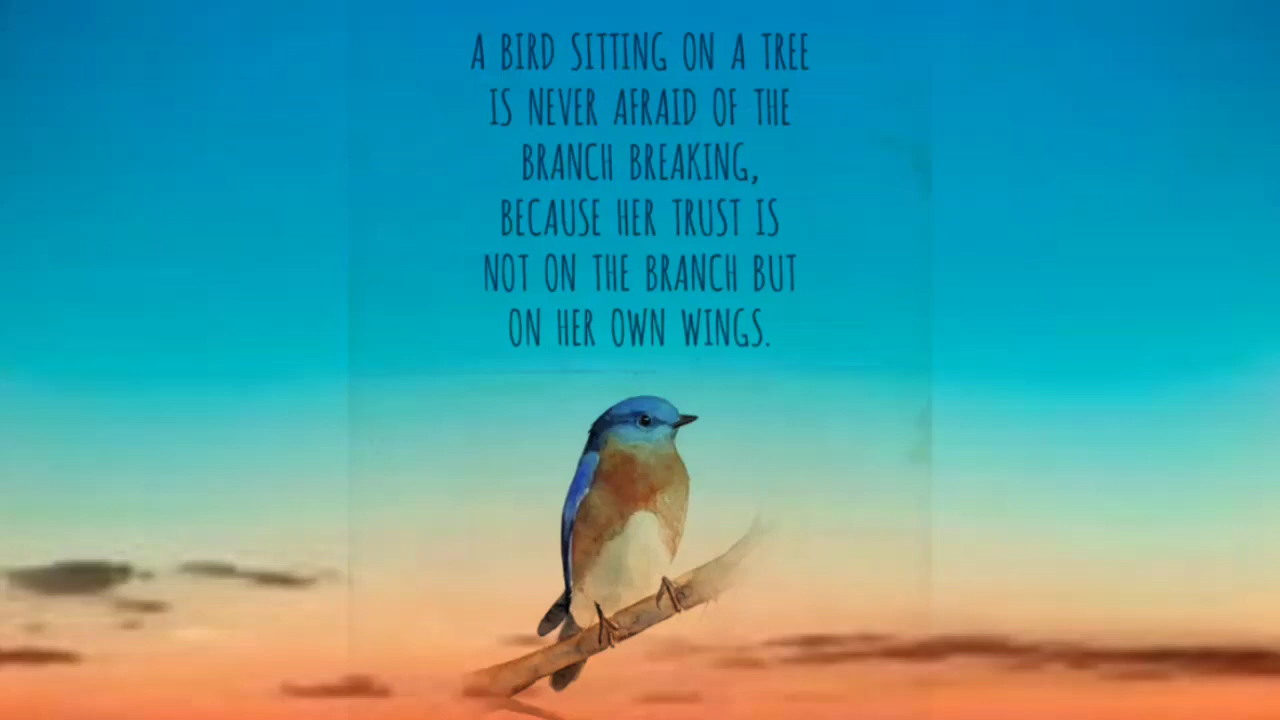 A BIRD SITTING ON A TREE
IS NEVER AFRAID OF THE
BRANCH BREAKING,
BECAUSE HER TRUST IS
NOT ON THE BRANCH BUT
ON HER OWN WINGS.